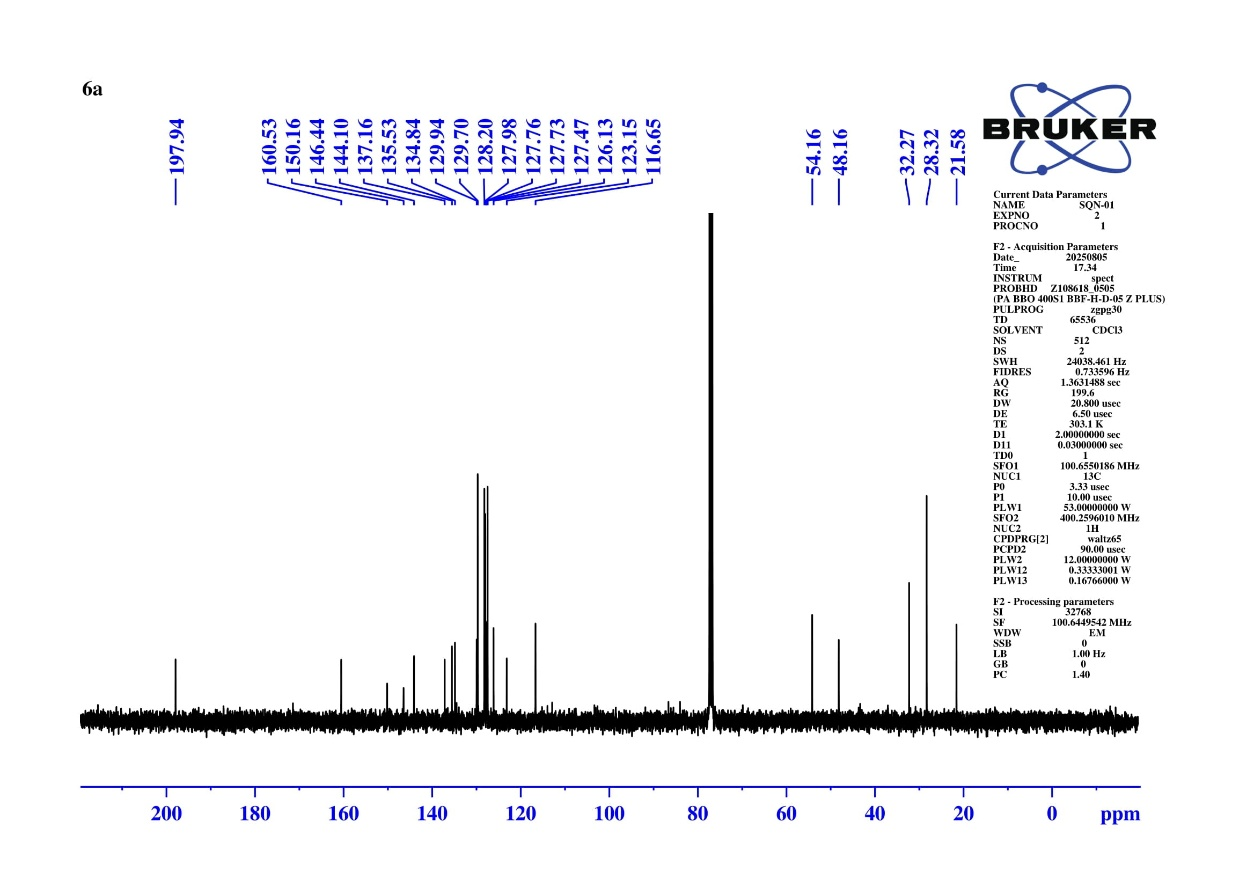 6a
197.94
160.53
150.16
146.44
144.10
137.16
135.53
134.84
129.94
129.70
128.20
127.98
127.76
127.73
127.47
126.13
123.15
116.65
54.16
48.16
32.27
28.32
21.58
BRUKER
Current Data Parameters
NAME SQN-01
EXPNO 2
PROCNO 1
F2 - Acquisition Parameters
Date_ 20250805
Time 17.34
INSTRUM spect
PROBHD Z108618_0505
(PA BBO 400S1 BBF-H-D-05 Z PLUS)
PULPROG zgpg30
TD 65536
SOLVENT CDCl3
NS 512
DS 2
SWH 24038.461 Hz
FIDRES 0.733596 Hz
AQ 1.3631488 sec
RG 199.6
DW 20.800 usec
DE 6.50 usec
TE 303.1 K
D1 2.00000000 sec
D11 0.03000000 sec
TD0 1
SFO1 100.6550186 MHz
NUC1 13C
P0 3.33 usec
P1 10.00 usec
PLW1 53.00000000 W
SFO2 400.2596010 MHz
NUC2 1H
CPDPRG[2] waltz65
PCPD2 90.00 usec
PLW2 12.00000000 W
PLW12 0.33333001 W
PLW13 0.16766000 W
F2 - Processing parameters
SI 32768
SF 100.6449542 MHz
WDW EM
SSB 0
LB 1.00 Hz
GB 0
PC 1.40
200 180 160 140 120 100 80 60 40 20 0 ppm